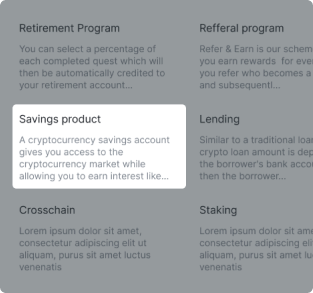 Retirement Program
You can select a percentage of
each completed quest which will
then be automatically credited to
your retirement account...
Refferal program
Refer & Earn is our schem
you earn rewards for eve
you refer who becomes a
and subsequentl...
Savings product
A cryptocurrency savings account
gives you access to the
cryptocurrency market while
allowing you to earn interest like...
Lending
Similar to a traditional loa
crypto loan amount is dep
the borrower's bank acco
then the borrower...
Crosschain
Lorem ipsum dolor sit amet,
consectetur adipiscing elit ut
aliquam, purus sit amet luctus
venenatis
Staking
Lorem ipsum dolor sit ame
consectetur adipiscing eli
aliquam, purus sit amet lu
venenatis